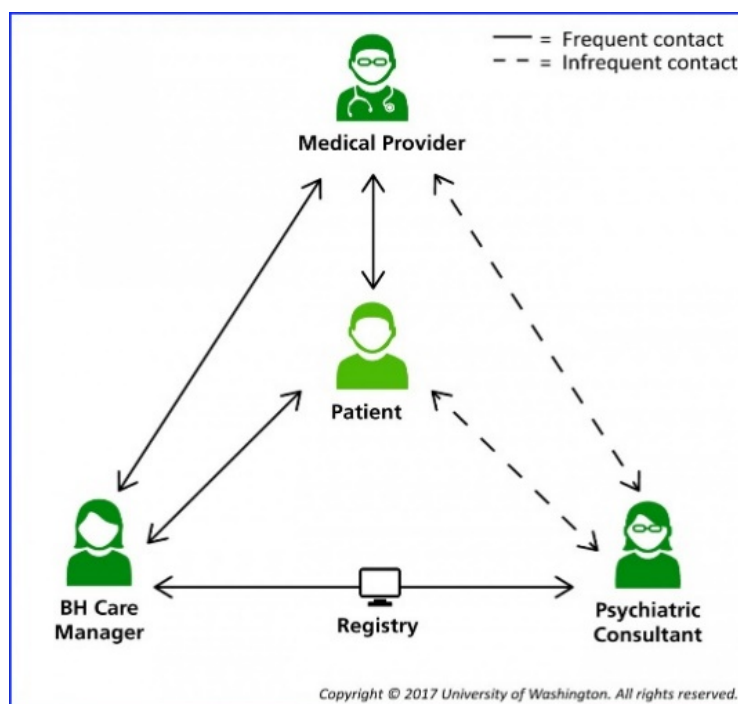 = Frequent contact
= Infrequent contact
Medical Provider
Patient
BH Care
Manager
Registry
Psychiatric
Consultant
Copyright © 2017 University of Washington. All rights reserved.